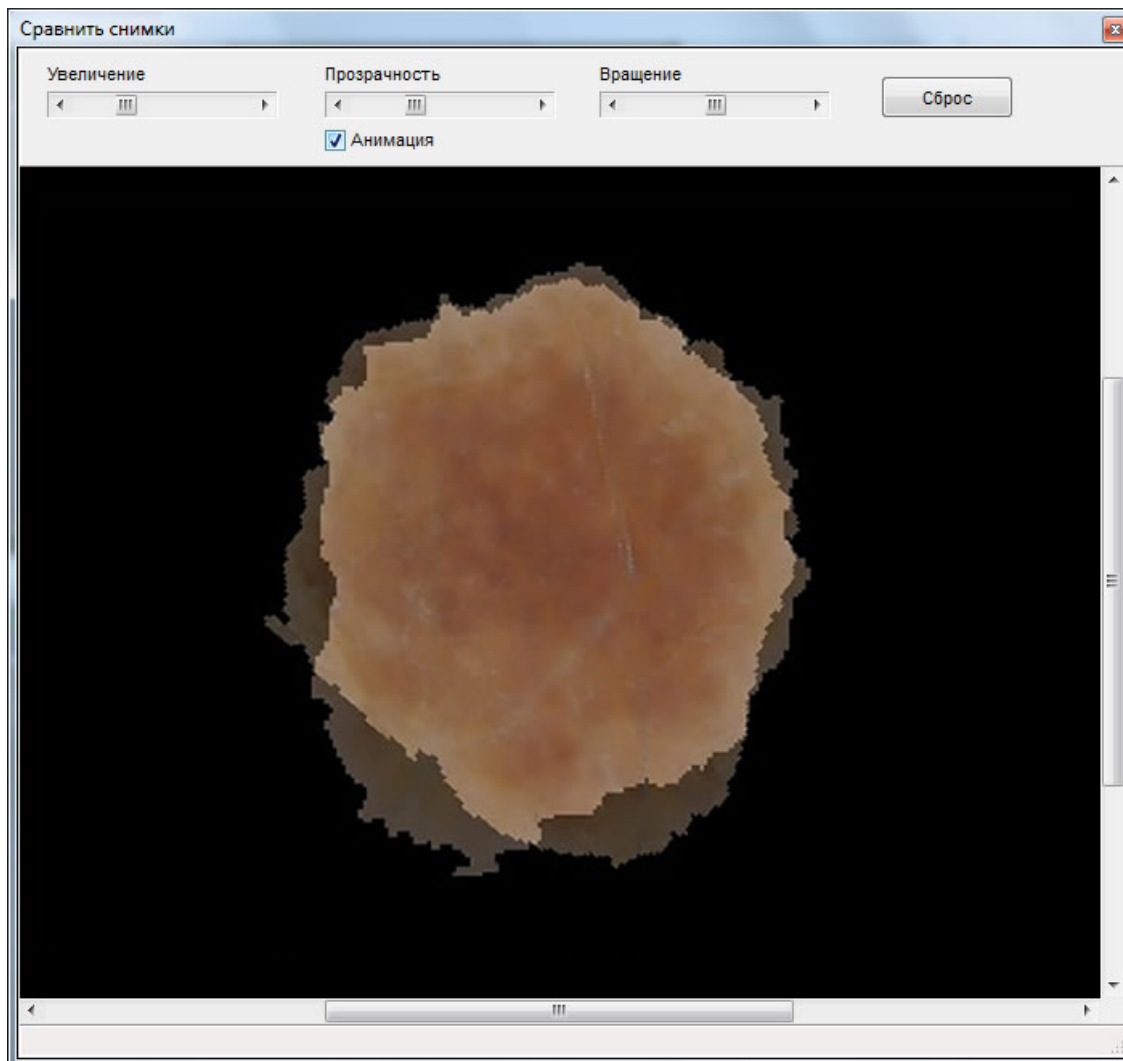 Сравнить снимки
Увеличение
Прозрачность
Вращение
Сброс
Анимация